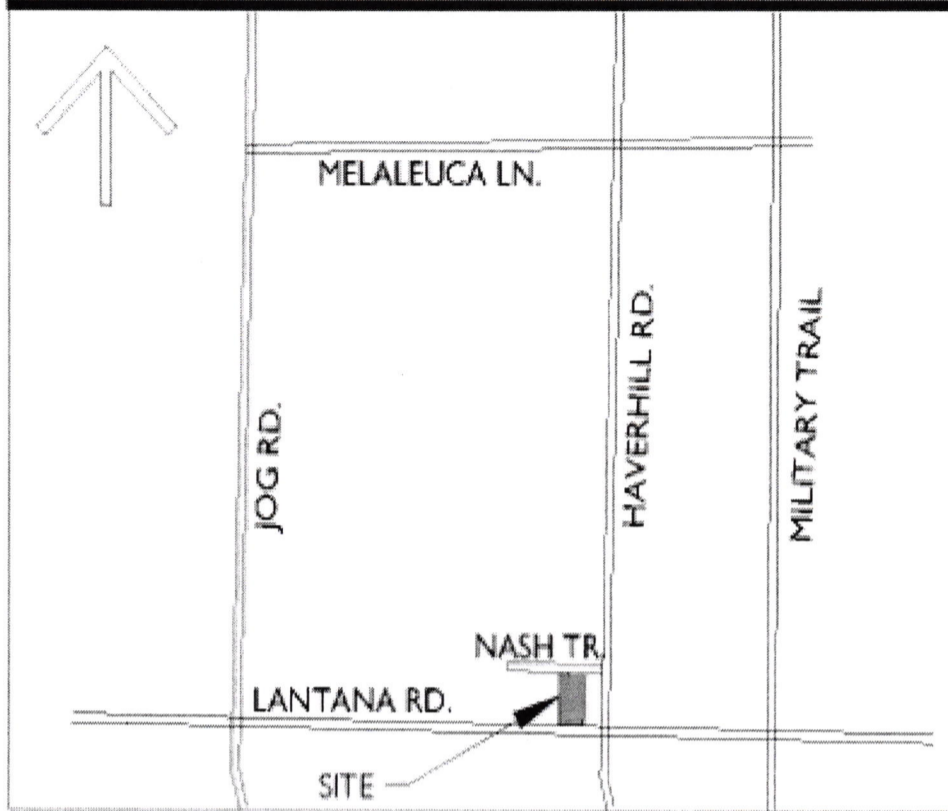 MELALEUCA LN.
JOG RD.
HAVERHILL RD.
MILITARY TRAIL
NASH TR.
LANTANA RD.
SITE